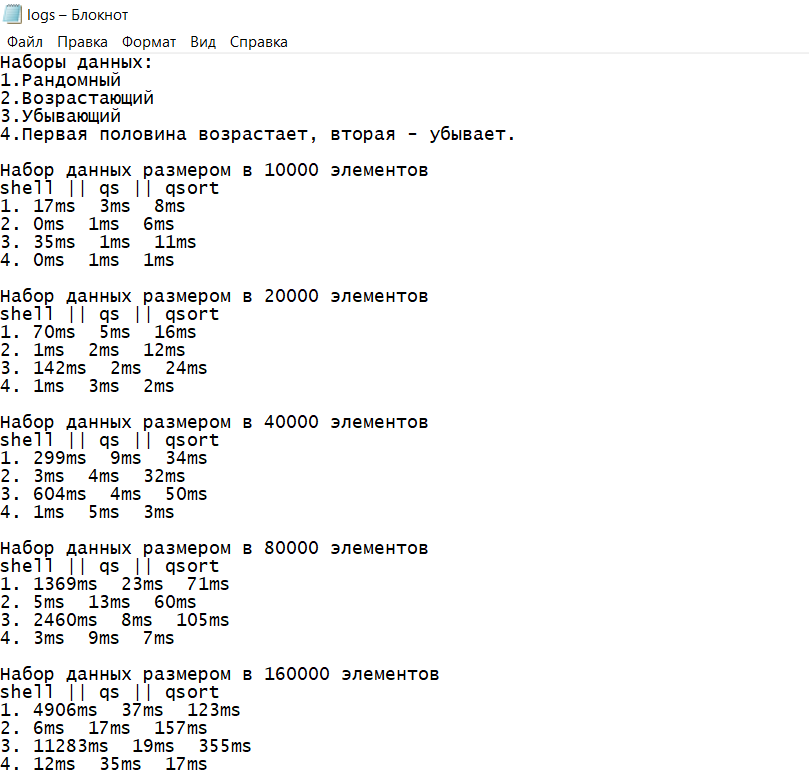 logs – Блокнот
Файл Правка Формат Вид Справка
Наборы данных:
1.Рандомный
2.Возрастающий
3.Убывающий
4.Первая половина возрастает, вторая - убывает.
Набор данных размером в 10000 элементов
shell || qs || qsort
1. 17ms 3ms 8ms
2. 0ms 1ms 6ms
3. 35ms 1ms 11ms
4. 0ms 1ms 1ms
Набор данных размером в 20000 элементов
shell || qs || qsort
1. 70ms 5ms 16ms
2. 1ms 2ms 12ms
3. 142ms 2ms 24ms
4. 1ms 3ms 2ms
Набор данных размером в 40000 элементов
shell || qs || qsort
1. 299ms 9ms 34ms
2. 3ms 4ms 32ms
3. 604ms 4ms 50ms
4. 1ms 5ms 3ms
Набор данных размером в 80000 элементов
shell || qs || qsort
1. 1369ms 23ms 71ms
2. 5ms 13ms 60ms
3. 2460ms 8ms 105ms
4. 3ms 9ms 7ms
Набор данных размером в 160000 элементов
shell || qs || qsort
1. 4906ms 37ms 123ms
2. 6ms 17ms 157ms
3. 11283ms 19ms 355ms
4. 12ms 35ms 17ms